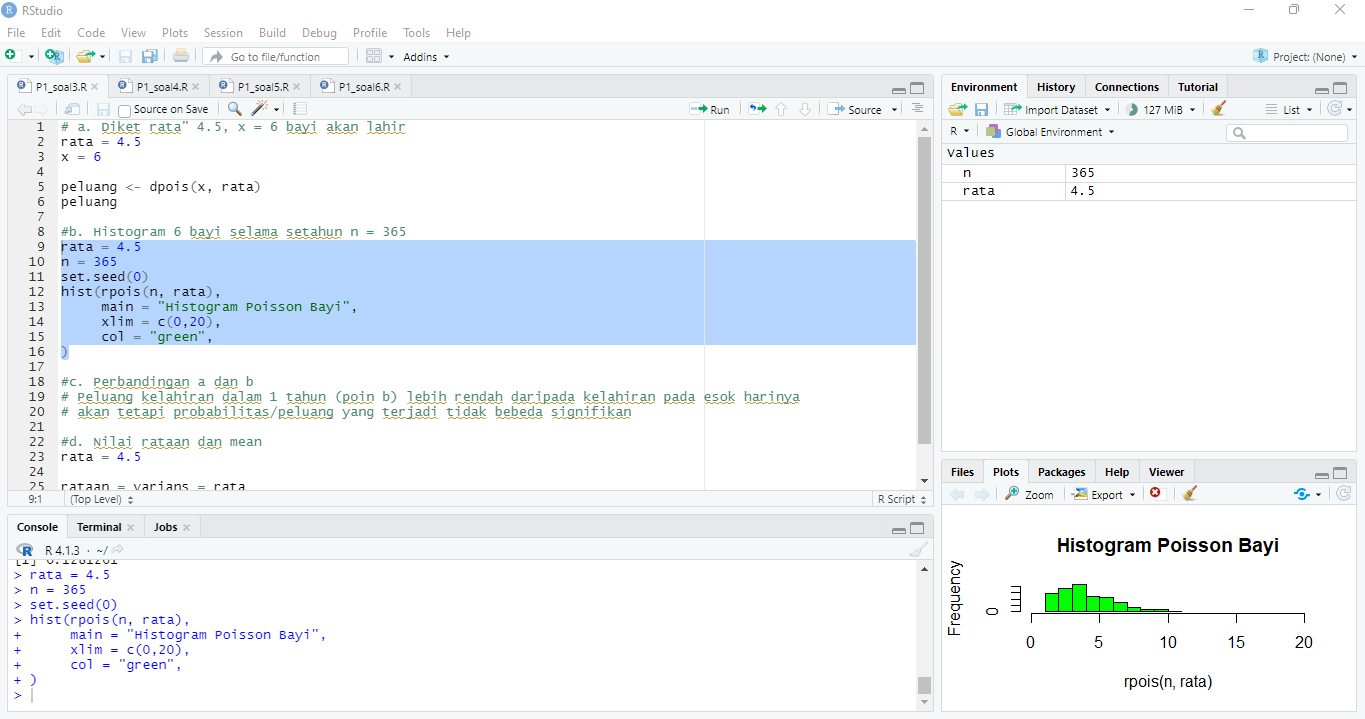 RStudio
File Edit Code View Plots Session Build Debug Profile Tools Help
Go to file/function Addins Project: (None)
P1_soal3.R P1_soal4.R P1_soal5.R P1_soal6.R
Source on Save Run Source
1 # a. Diket rata" 4.5, x = 6 bayi akan lahir
2 rata = 4.5
3 x = 6
4
5 peluang <- dpois(x, rata)
6 peluang
7
8 #b. Histogram 6 bayi selama setahun n = 365
9 rata = 4.5
10 n = 365
11 set.seed(0)
12 hist(rpois(n, rata),
13 main = "Histogram Poisson Bayi",
14 xlim = c(0,20),
15 col = "green",
16 )
17
18 #c. Perbandingan a dan b
19 # Peluang kelahiran dalam 1 tahun (poin b) lebih rendah daripada kelahiran pada esok harinya
20 # akan tetapi probabilitas/peluang yang terjadi tidak bebeda signifikan
21
22 #d. Nilai rataan dan mean
23 rata = 4.5
24
25 rataan = varians = rata
9:1 (Top Level) R Script
Console Terminal Jobs
R 4.1.3 · ~/
[1] 0.1281201
> rata = 4.5
> n = 365
> set.seed(0)
> hist(rpois(n, rata),
+ main = "Histogram Poisson Bayi",
+ xlim = c(0,20),
+ col = "green",
+ )
>
Environment History Connections Tutorial
Import Dataset 127 MiB List
R Global Environment
Values
n 365
rata 4.5
Files Plots Packages Help Viewer
Zoom Export
Histogram Poisson Bayi
Frequency
0
0 5 10 15 20
rpois(n, rata)